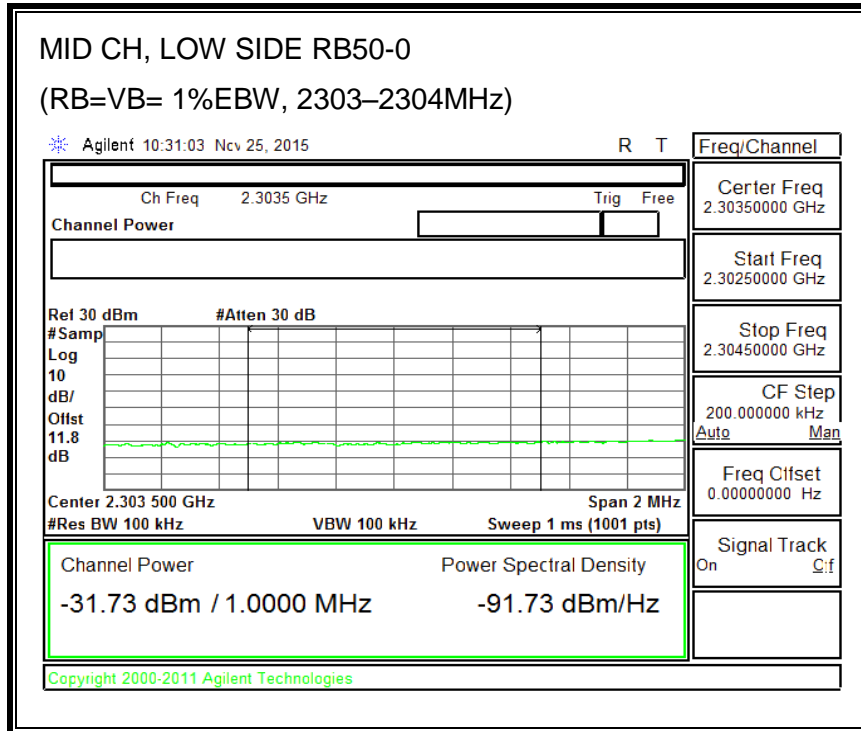 MID CH, LOW SIDE RB50-0
(RB=VB= 1%EBW, 2303–2304MHz)
Agilent 10:31:03 Nov 25, 2015 R T
Freq/Channel
Ch Freq 2.3035 GHz Trig Free
Channel Power
Center Freq
2.30350000 GHz
Start Freq
2.30250000 GHz
Stop Freq
2.30450000 GHz
CF Step
200.000000 kHz
Auto Man
Freq Offset
0.00000000 Hz
Signal Track
On Off
Ref 30 dBm #Atten 30 dB
#Samp
Log
10
dB/
Offst
11.8
dB
Center 2.303 500 GHz Span 2 MHz
#Res BW 100 kHz VBW 100 kHz Sweep 1 ms (1001 pts)
Channel Power Power Spectral Density
-31.73 dBm / 1.0000 MHz -91.73 dBm/Hz
Copyright 2000-2011 Agilent Technologies